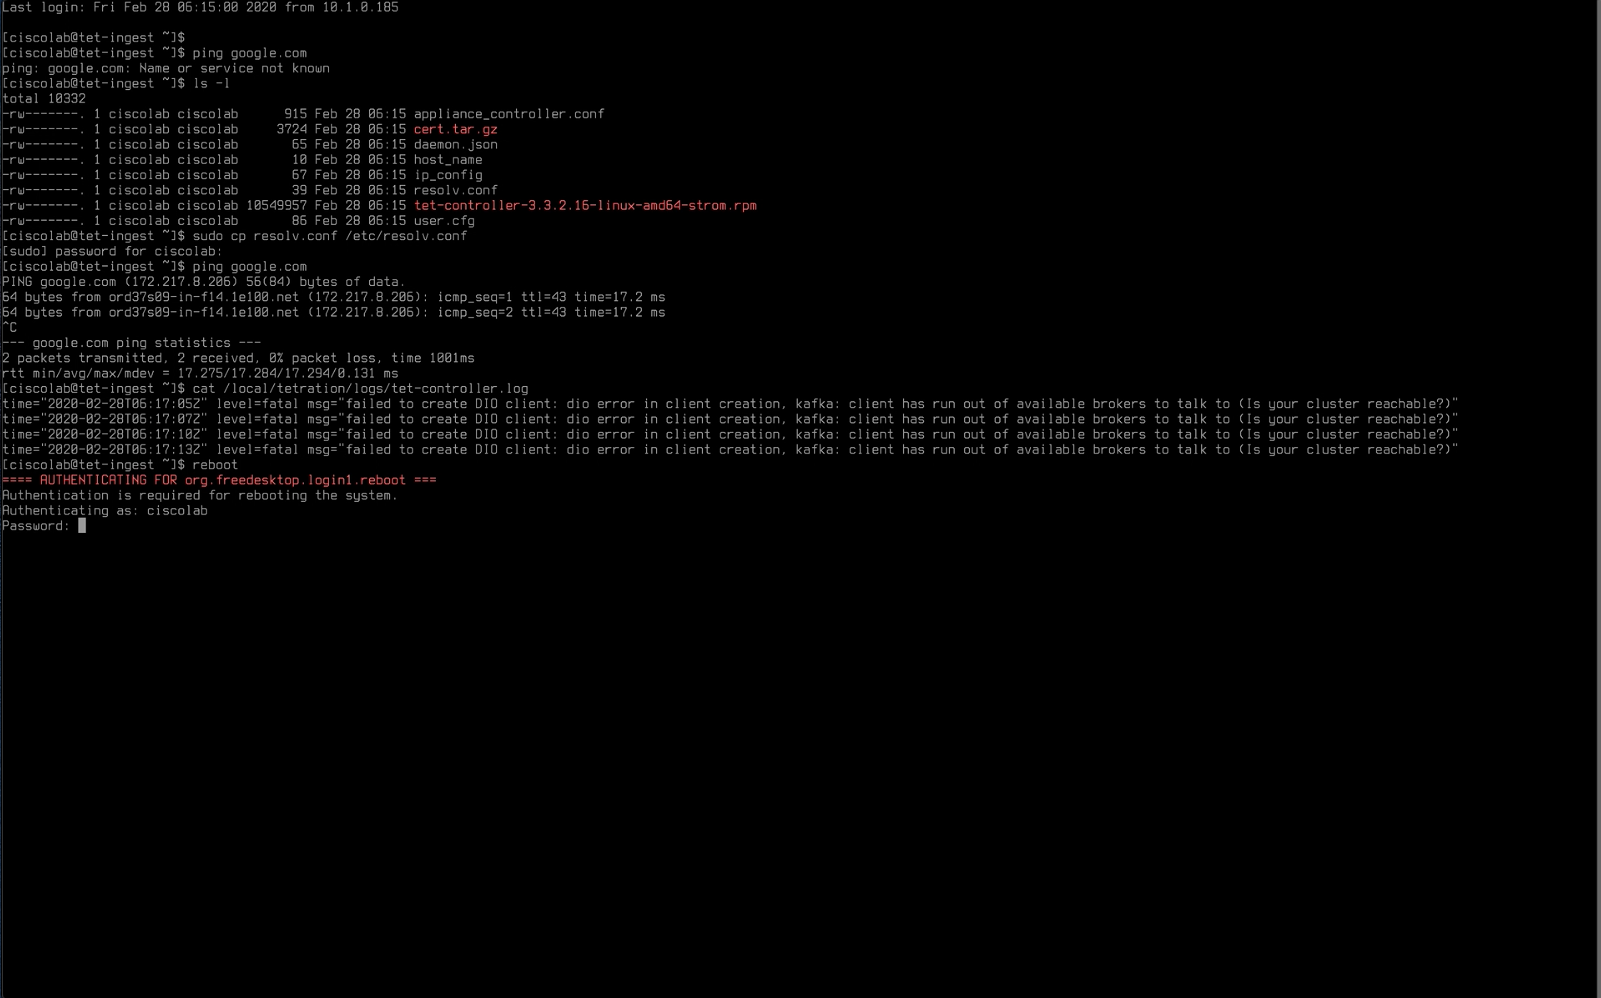 Last login: Fri Feb 28 06:15:00 2020 from 10.1.0.185
[ciscolab@tet-ingest ~]$
[ciscolab@tet-ingest ~]$ ping google.com
ping: google.com: Name or service not known
[ciscolab@tet-ingest ~]$ ls -l
total 10332
-rw-------. 1 ciscolab ciscolab      915 Feb 28 06:15 appliance_controller.conf
-rw-------. 1 ciscolab ciscolab     3724 Feb 28 06:15 cert.tar.gz
-rw-------. 1 ciscolab ciscolab       65 Feb 28 06:15 daemon.json
-rw-------. 1 ciscolab ciscolab       10 Feb 28 06:15 host_name
-rw-------. 1 ciscolab ciscolab       67 Feb 28 06:15 ip_config
-rw-------. 1 ciscolab ciscolab       39 Feb 28 06:15 resolv.conf
-rw-------. 1 ciscolab ciscolab 10549957 Feb 28 06:15 tet-controller-3.3.2.16-linux-amd64-strom.rpm
-rw-------. 1 ciscolab ciscolab       86 Feb 28 06:15 user.cfg
[ciscolab@tet-ingest ~]$ sudo cp resolv.conf /etc/resolv.conf
[sudo] password for ciscolab:
[ciscolab@tet-ingest ~]$ ping google.com
PING google.com (172.217.8.206) 56(84) bytes of data.
64 bytes from ord37s09-in-f14.1e100.net (172.217.8.206): icmp_seq=1 ttl=43 time=17.2 ms
64 bytes from ord37s09-in-f14.1e100.net (172.217.8.206): icmp_seq=2 ttl=43 time=17.2 ms
^C
--- google.com ping statistics ---
2 packets transmitted, 2 received, 0% packet loss, time 1001ms
rtt min/avg/max/mdev = 17.275/17.284/17.294/0.131 ms
[ciscolab@tet-ingest ~]$ cat /local/tetration/logs/tet-controller.log
time="2020-02-28T06:17:05Z" level=fatal msg="failed to create DIO client: dio error in client creation, kafka: client has run out of available brokers to talk to (Is your cluster reachable?)"
time="2020-02-28T06:17:07Z" level=fatal msg="failed to create DIO client: dio error in client creation, kafka: client has run out of available brokers to talk to (Is your cluster reachable?)"
time="2020-02-28T06:17:10Z" level=fatal msg="failed to create DIO client: dio error in client creation, kafka: client has run out of available brokers to talk to (Is your cluster reachable?)"
time="2020-02-28T06:17:13Z" level=fatal msg="failed to create DIO client: dio error in client creation, kafka: client has run out of available brokers to talk to (Is your cluster reachable?)"
[ciscolab@tet-ingest ~]$ reboot
==== AUTHENTICATING FOR org.freedesktop.login1.reboot ===
Authentication is required for rebooting the system.
Authenticating as: ciscolab
Password: